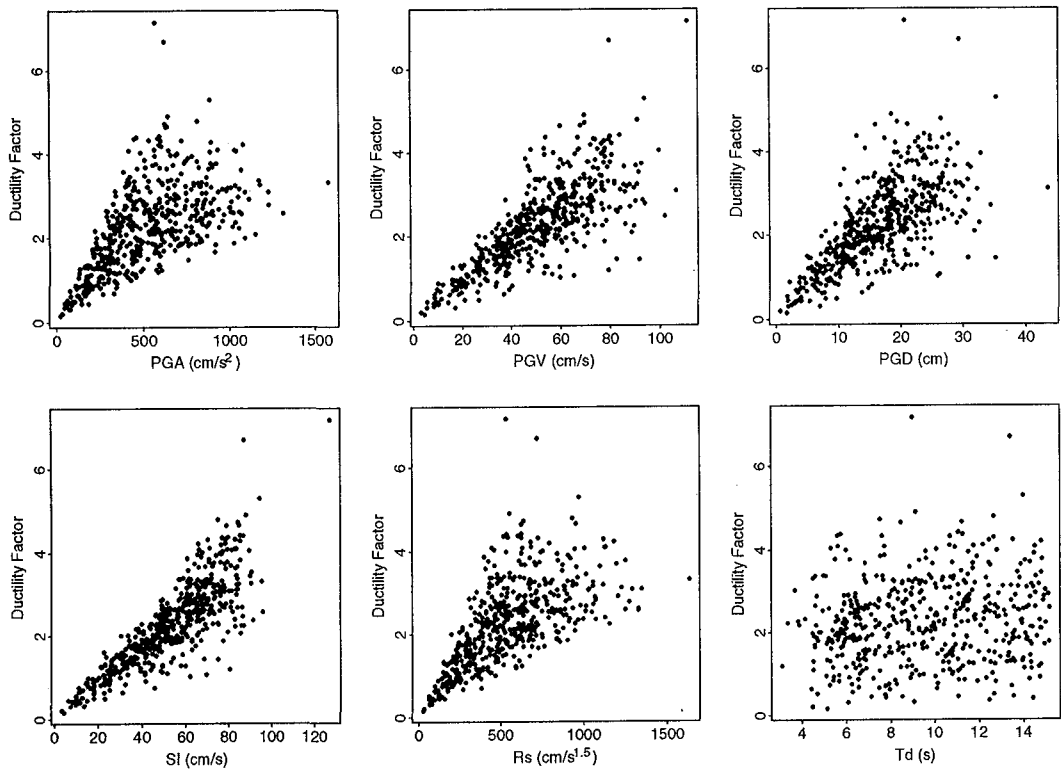 Ductility Factor
0
2
4
6
0 500 1000 1500
PGA (cm/s²)
Ductility Factor
0
2
4
6
0 20 40 60 80 100
PGV (cm/s)
Ductility Factor
0
2
4
6
0 10 20 30 40
PGD (cm)
Ductility Factor
0
2
4
6
0 20 40 60 80 100 120
SI (cm/s)
Ductility Factor
0
2
4
6
0 500 1000 1500
Rs (cm/s^1.5)
Ductility Factor
0
2
4
6
4 6 8 10 12 14
Td (s)